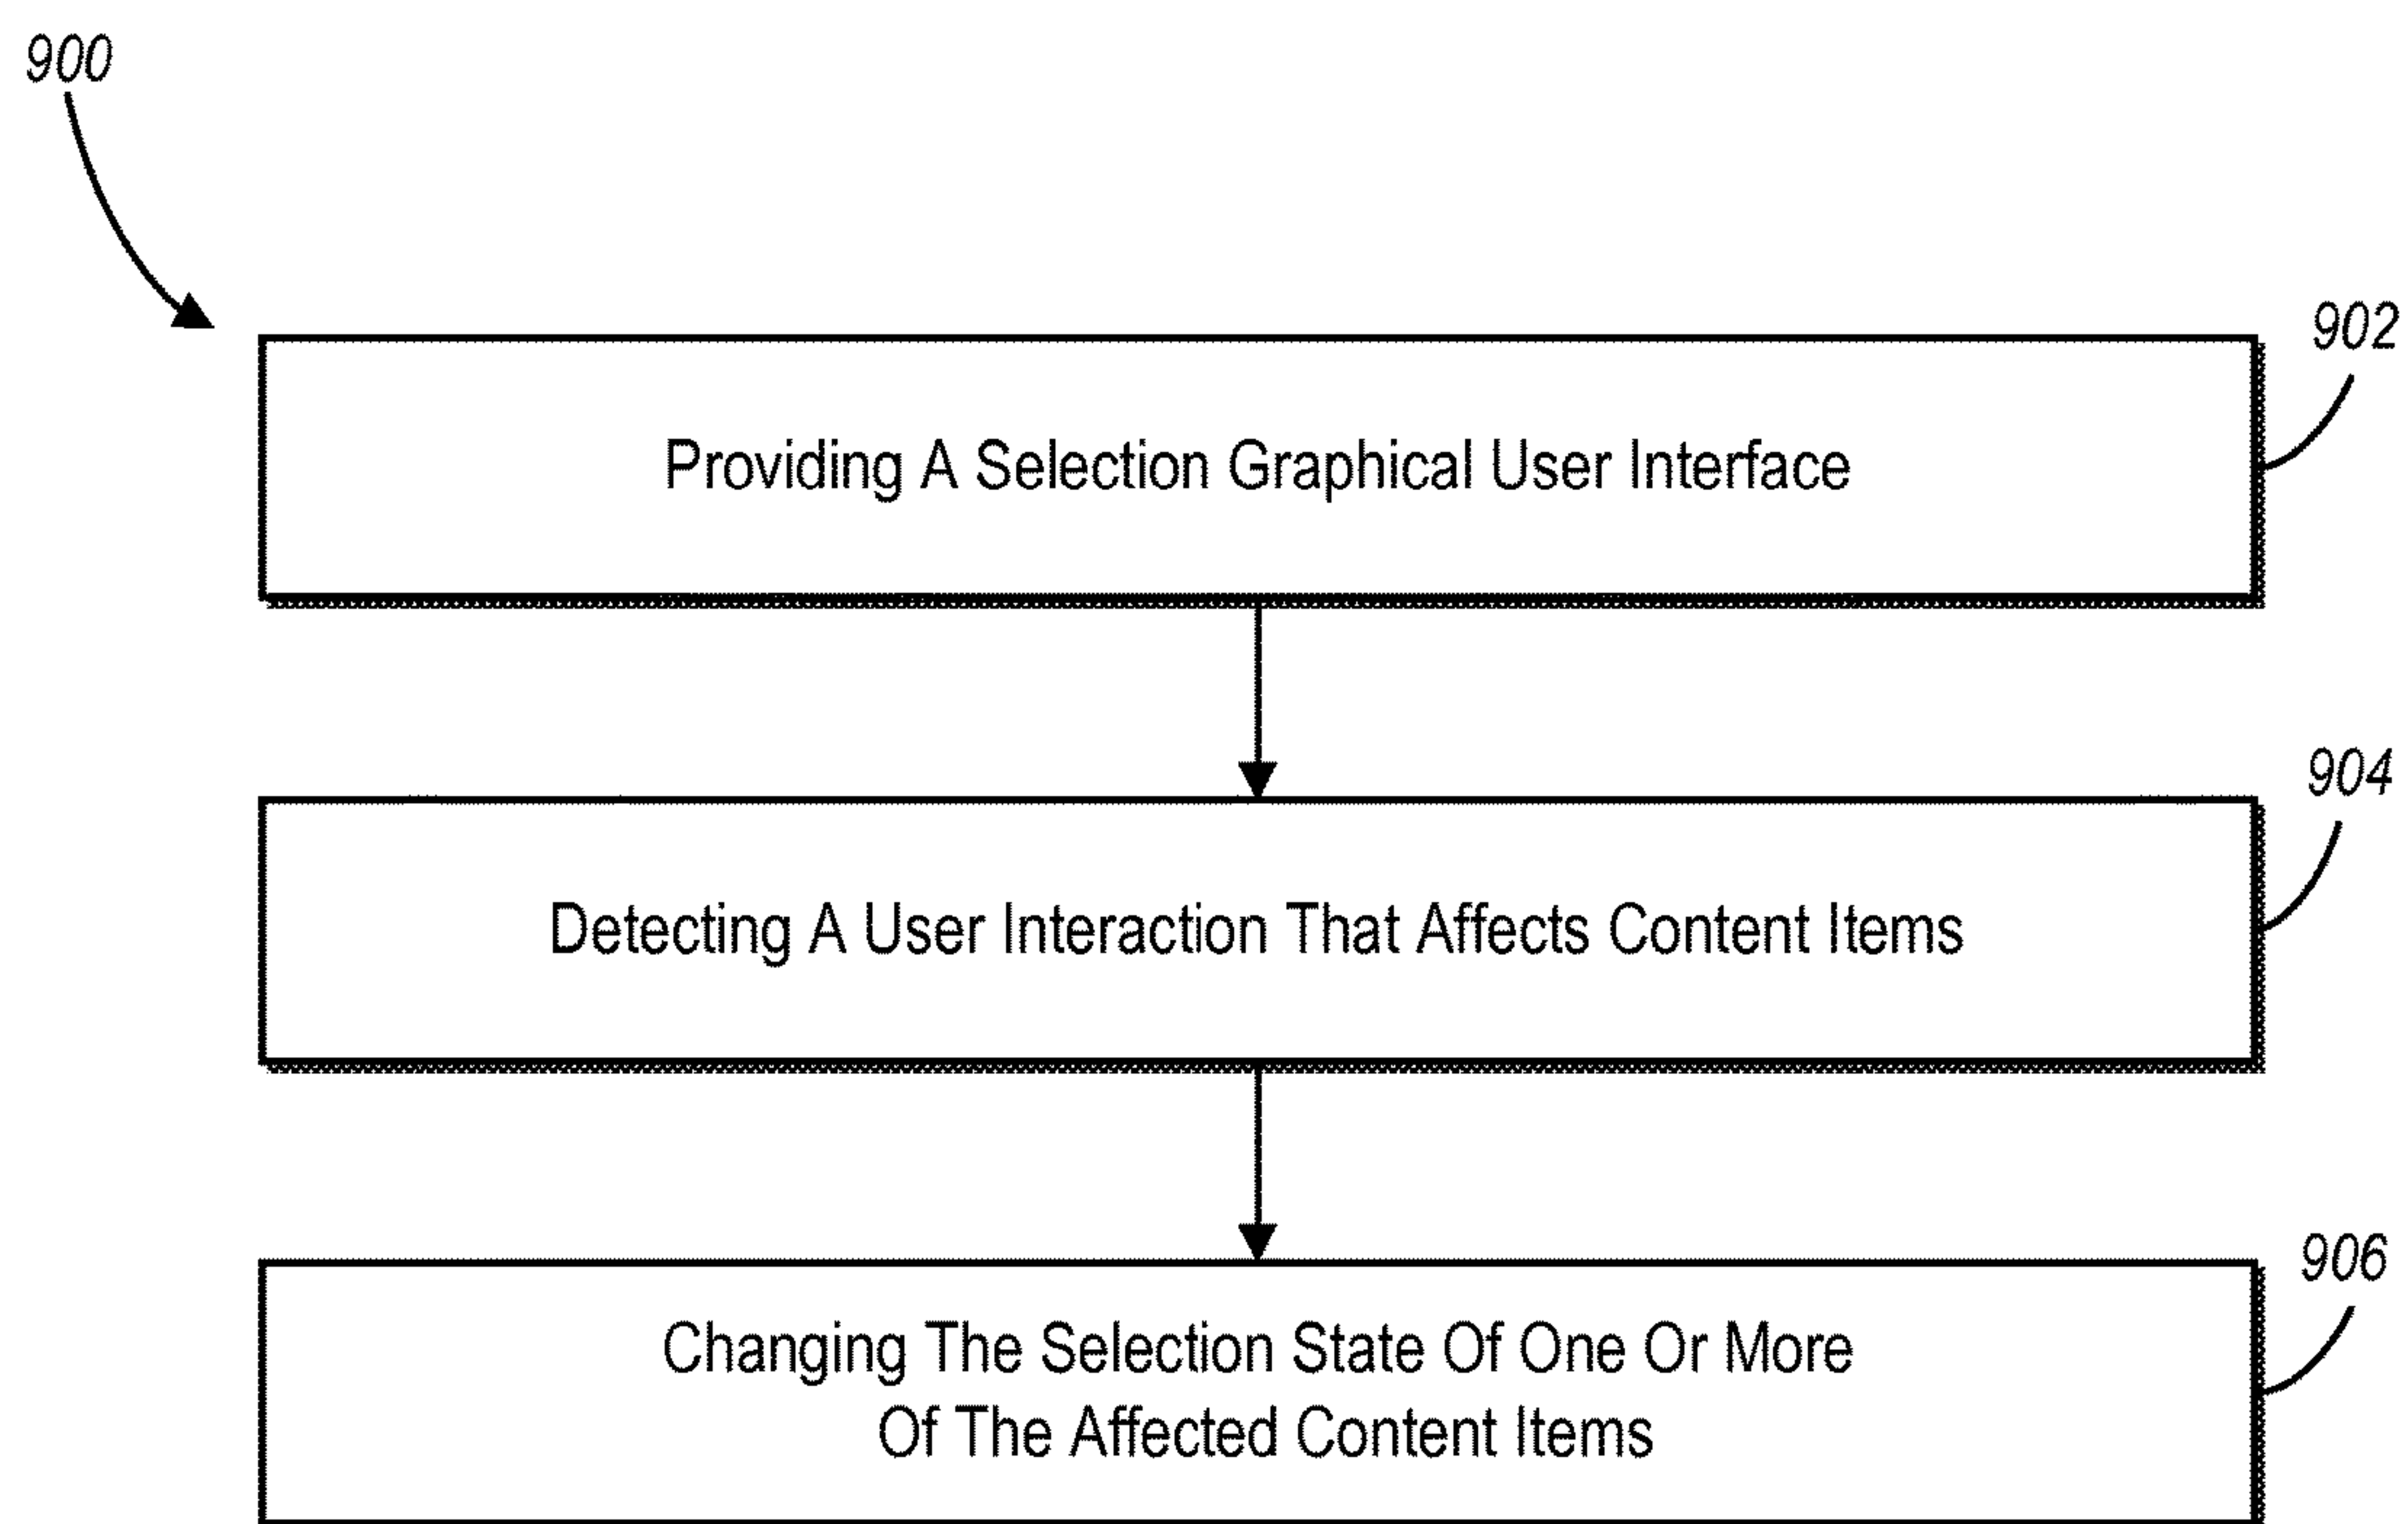 900
902
Providing A Selection Graphical User Interface
904
Detecting A User Interaction That Affects Content Items
906
Changing The Selection State Of One Or More
Of The Affected Content Items